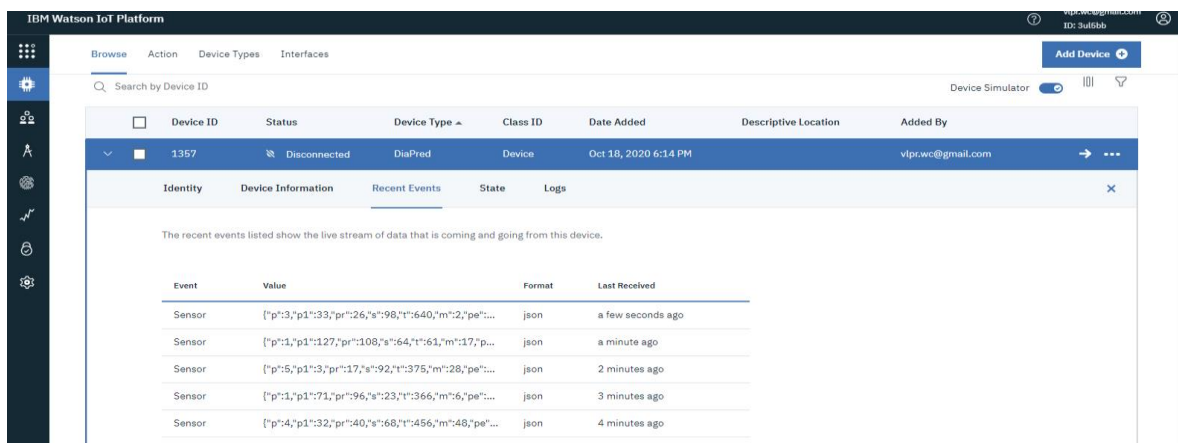 IBM Watson IoT Platform
vlpr.wc@gmail.com
ID: 3ul6bb
Browse Action Device Types Interfaces
Add Device
Search by Device ID
Device Simulator
Device ID Status Device Type Class ID Date Added Descriptive Location Added By
1357 Disconnected DiaPred Device Oct 18, 2020 6:14 PM vlpr.wc@gmail.com
Identity Device Information Recent Events State Logs
The recent events listed show the live stream of data that is coming and going from this device.
Event Value Format Last Received
Sensor {"p":3,"p1":33,"pr":26,"s":98,"t":640,"m":2,"pe":... json a few seconds ago
Sensor {"p":1,"p1":127,"pr":108,"s":64,"t":61,"m":17,"p... json a minute ago
Sensor {"p":5,"p1":3,"pr":17,"s":92,"t":375,"m":28,"pe":... json 2 minutes ago
Sensor {"p":1,"p1":71,"pr":96,"s":23,"t":366,"m":6,"pe":... json 3 minutes ago
Sensor {"p":4,"p1":32,"pr":40,"s":68,"t":456,"m":48,"pe"... json 4 minutes ago